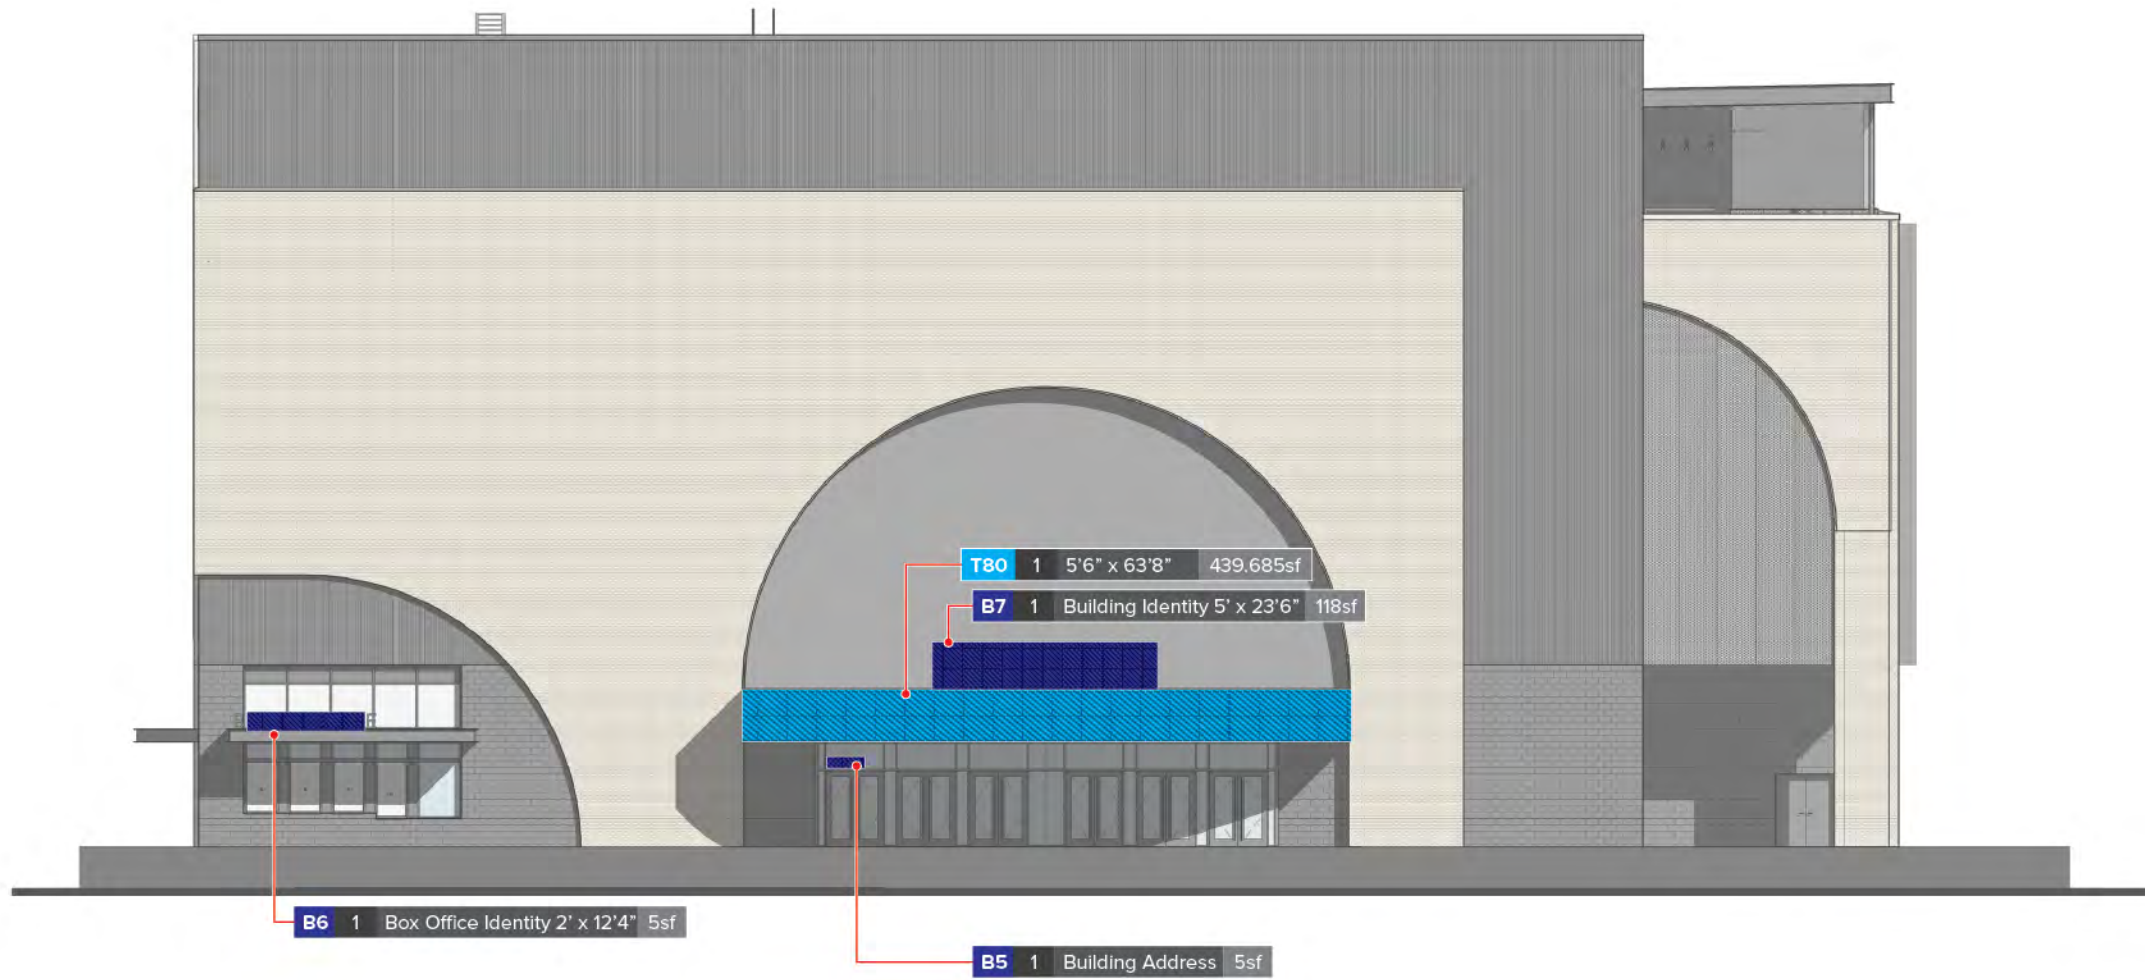 T80 1 5’6” x 63’8” 439.685sf
B7 1 Building Identity 5’ x 23’6” 118sf
B6 1 Box Office Identity 2’ x 12’4” 5sf
B5 1 Building Address 5sf